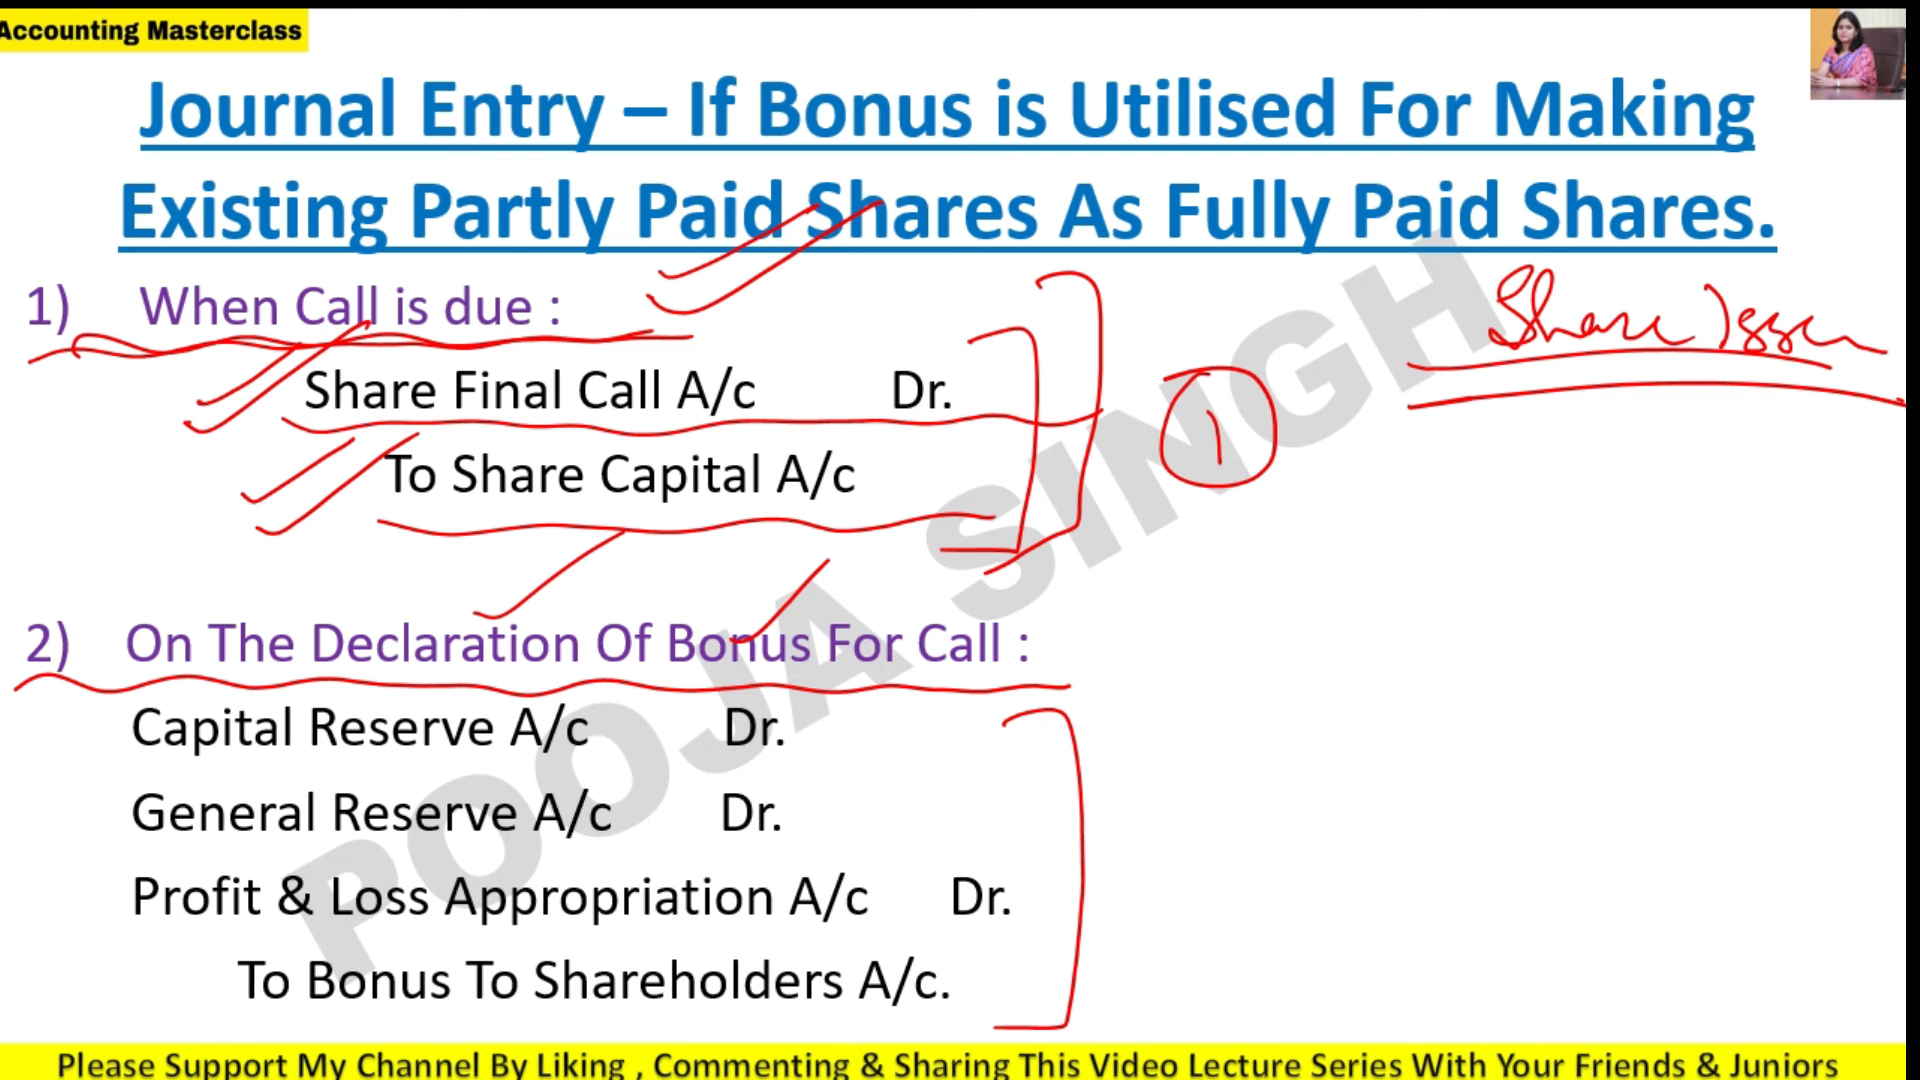 Accounting Masterclass
Journal Entry – If Bonus is Utilised For Making
Existing Partly Paid Shares As Fully Paid Shares.
1) When Call is due :
Share Issue
Share Final Call A/c Dr.
1
To Share Capital A/c
2) On The Declaration Of Bonus For Call :
Capital Reserve A/c Dr.
General Reserve A/c Dr.
Profit & Loss Appropriation A/c Dr.
To Bonus To Shareholders A/c.
POOJA SINGH
Please Support My Channel By Liking , Commenting & Sharing This Video Lecture Series With Your Friends & Juniors